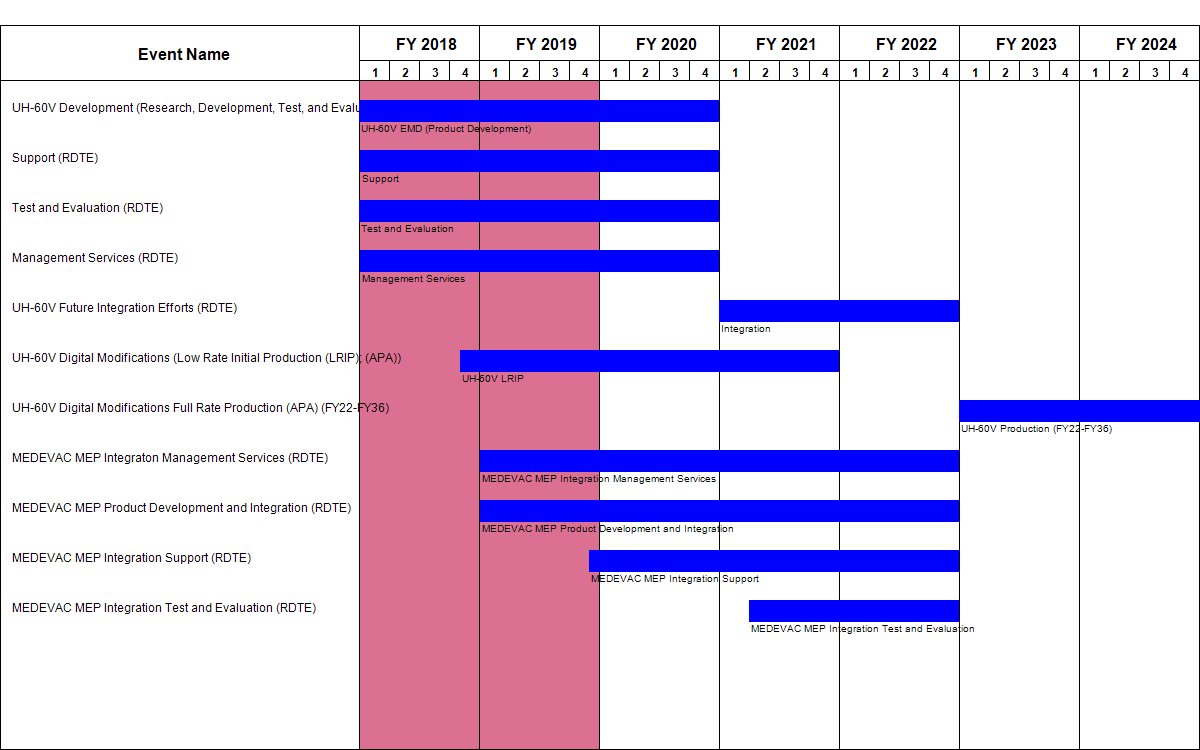 Event Name
FY 2018 FY 2019 FY 2020 FY 2021 FY 2022 FY 2023 FY 2024
1 2 3 4 1 2 3 4 1 2 3 4 1 2 3 4 1 2 3 4 1 2 3 4 1 2 3 4
UH-60V Development (Research, Development, Test, and Evalu
UH-60V EMD (Product Development)
Support (RDTE)
Support
Test and Evaluation (RDTE)
Test and Evaluation
Management Services (RDTE)
Management Services
UH-60V Future Integration Efforts (RDTE)
Integration
UH-60V Digital Modifications (Low Rate Initial Production (LRIP); (APA))
UH-60V LRIP
UH-60V Digital Modifications Full Rate Production (APA) (FY22-FY36)
UH-60V Production (FY22-FY36)
MEDEVAC MEP Integraton Management Services (RDTE)
MEDEVAC MEP Integration Management Services
MEDEVAC MEP Product Development and Integration (RDTE)
MEDEVAC MEP Product Development and Integration
MEDEVAC MEP Integration Support (RDTE)
MEDEVAC MEP Integration Support
MEDEVAC MEP Integration Test and Evaluation (RDTE)
MEDEVAC MEP Integration Test and Evaluation